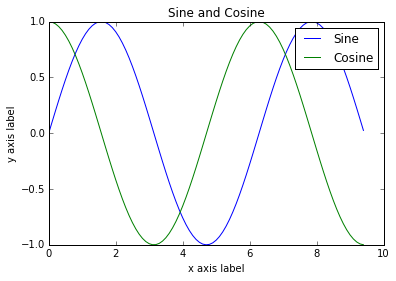 Sine and Cosine
Sine
Cosine
1.0
0.5
0.0
−0.5
−1.0
y axis label
0 2 4 6 8 10
x axis label